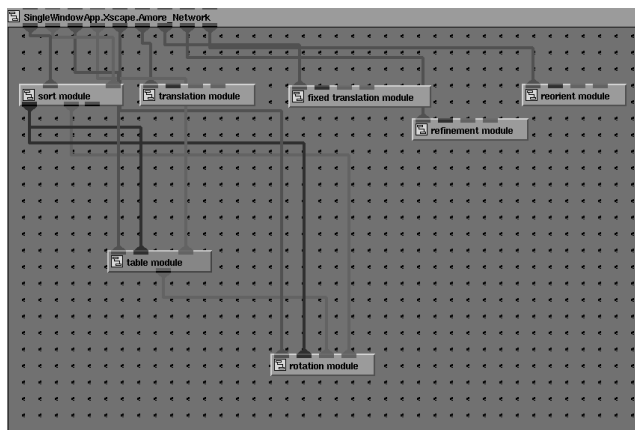 SingleWindowApp.Xscape.Amore_Network
sort module
translation module
fixed translation module
reorient module
refinement module
table module
rotation module